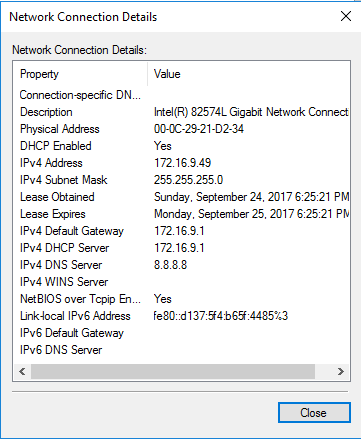 Network Connection Details
Network Connection Details:
Property Value
Connection-specific DN...
Description Intel(R) 82574L Gigabit Network Connecti
Physical Address 00-0C-29-21-D2-34
DHCP Enabled Yes
IPv4 Address 172.16.9.49
IPv4 Subnet Mask 255.255.255.0
Lease Obtained Sunday, September 24, 2017 6:25:21 PM
Lease Expires Monday, September 25, 2017 6:25:21 PM
IPv4 Default Gateway 172.16.9.1
IPv4 DHCP Server 172.16.9.1
IPv4 DNS Server 8.8.8.8
IPv4 WINS Server
NetBIOS over Tcpip En... Yes
Link-local IPv6 Address fe80::d137:5f4:b65f:4485%3
IPv6 Default Gateway
IPv6 DNS Server
Close